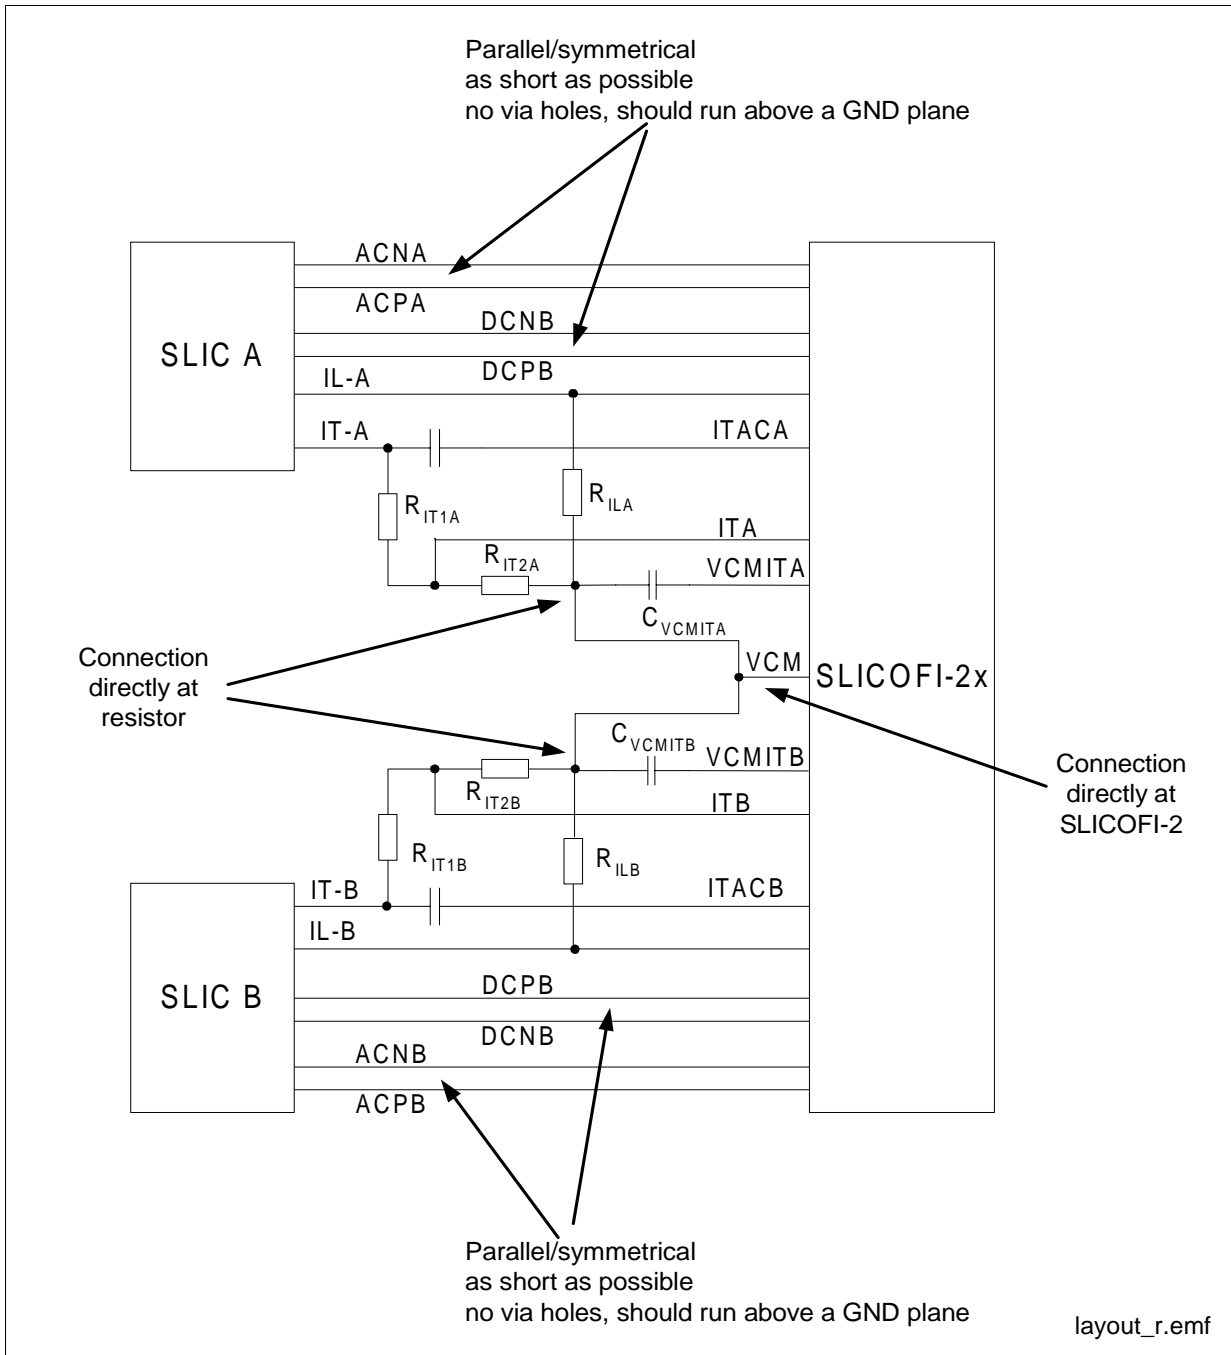 Parallel/symmetrical
as short as possible
no via holes, should run above a GND plane
ACNA
ACPA
DCNB
SLIC A
DCPB
IL-A
IT-A
ITACA
RILA
RIT1A
ITA
RIT2A
VCMITA
CVCMITA
Connection
directly at
resistor
VCM
SLICOFI-2x
CVCMITB
VCMITB
Connection
directly at
SLICOFI-2
RIT2B
ITB
RIT1B
RILB
IT-B
ITACB
IL-B
SLIC B
DCPB
DCNB
ACNB
ACPB
Parallel/symmetrical
as short as possible
no via holes, should run above a GND plane
layout_r.emf